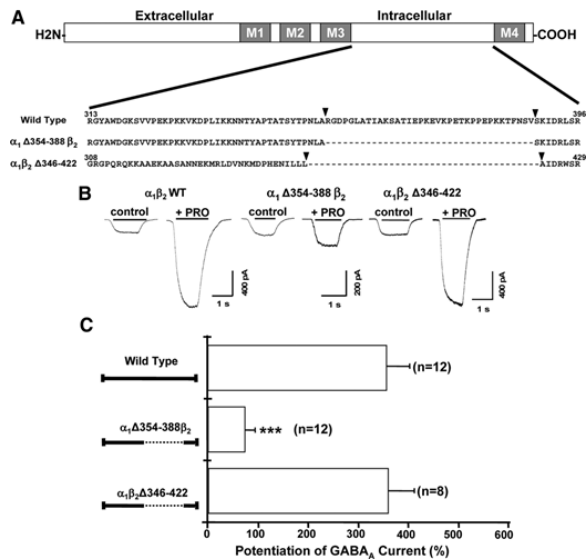 A
Extracellular
Intracellular
H2N- M1 M2 M3 M4 -COOH
313 396
Wild Type RGYAWDGKSVVPEKPKKVKDPLIKKNNTYAPTATSYTPNLARGDPGLATIAKSATIEPKEVKPETKPPEPKKTFNSVSKIDRLSR
α1 Δ354-388 β2 RGYAWDGKSVVPEKPKKVKDPLIKKNNTYAPTATSYTPNLA-----------------------------------SKIDRLSR
308 429
α1β2 Δ346-422 GRGPQRQKKAAEKAASANNEKMRLDVNKMDPHENILLL-----------------------------------------AIDRWSR
B
α1β2 WT α1 Δ354-388 β2 α1β2 Δ346-422
control + PRO control + PRO control + PRO
400 pA
1 s
200 pA
1 s
400 pA
1 s
C
Wild Type
(n=12)
α1Δ354-388β2
*** (n=12)
α1β2Δ346-422
(n=8)
0 100 200 300 400 500 600
Potentiation of GABAA Current (%)